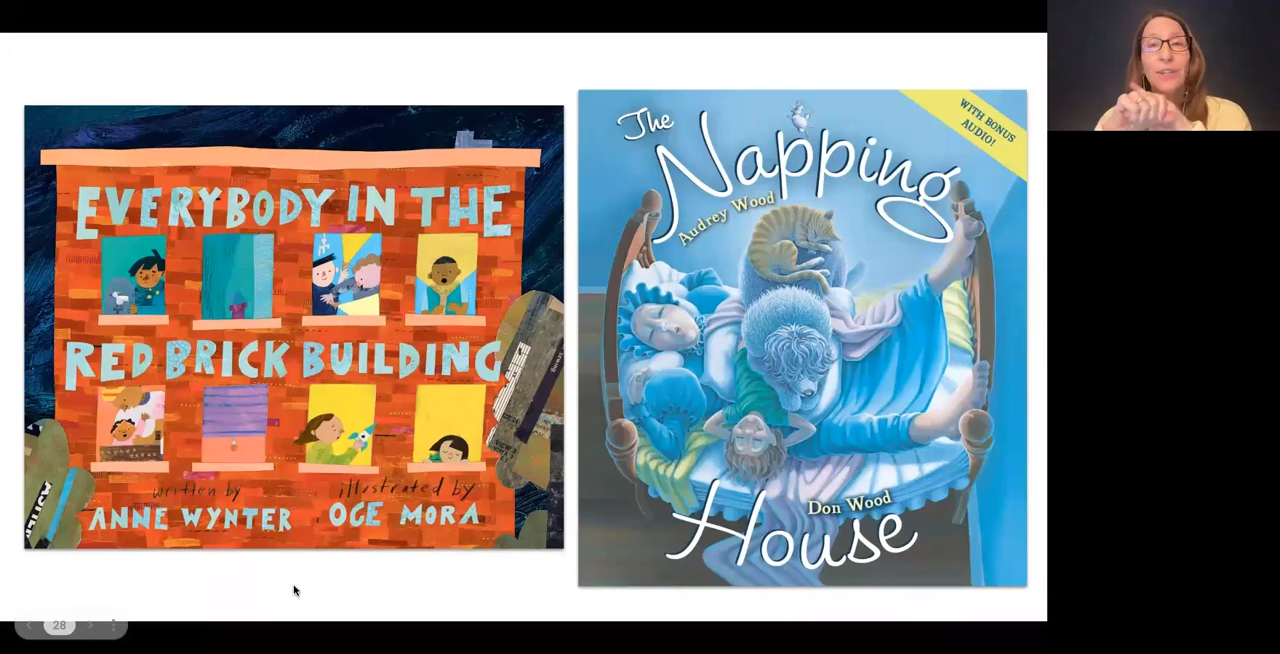 EVERYBODY IN THE
RED BRICK BUILDING
written by
ANNE WYNTER
illustrated by
OGE MORA
The
Napping
House
Audrey Wood
Don Wood
WITH BONUS
AUDIO!
28